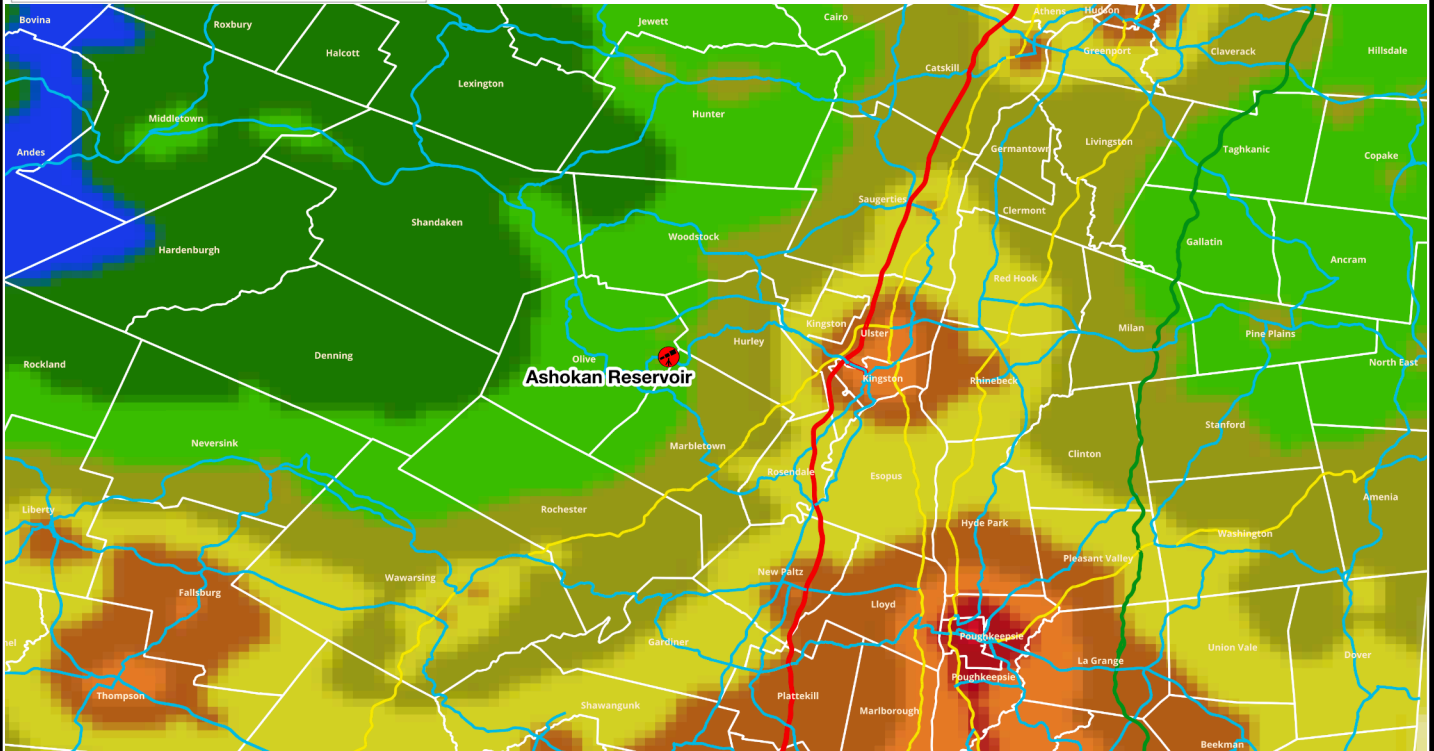 Bovina
Roxbury
Jewett
Cairo
Athens
Hudson
Halcott
Greenport
Claverack
Hillsdale
Lexington
Catskill
Middletown
Hunter
Andes
Germantown
Livingston
Taghkanic
Copake
Saugerties
Clermont
Shandaken
Woodstock
Gallatin
Hardenburgh
Ancram
Red Hook
Kingston
Ulster
Milan
Pine Plains
Hurley
Denning
Olive
Rockland
North East
Ashokan Reservoir
Kingston
Rhinebeck
Stanford
Neversink
Marbletown
Clinton
Rosendale
Esopus
Amenia
Liberty
Rochester
Hyde Park
Washington
Pleasant Valley
New Paltz
Wawarsing
Fallsburg
Lloyd
Poughkeepsie
nel
Gardiner
Union Vale
Dover
La Grange
Poughkeepsie
Thompson
Plattekill
Shawangunk
Marlborough
Beekman